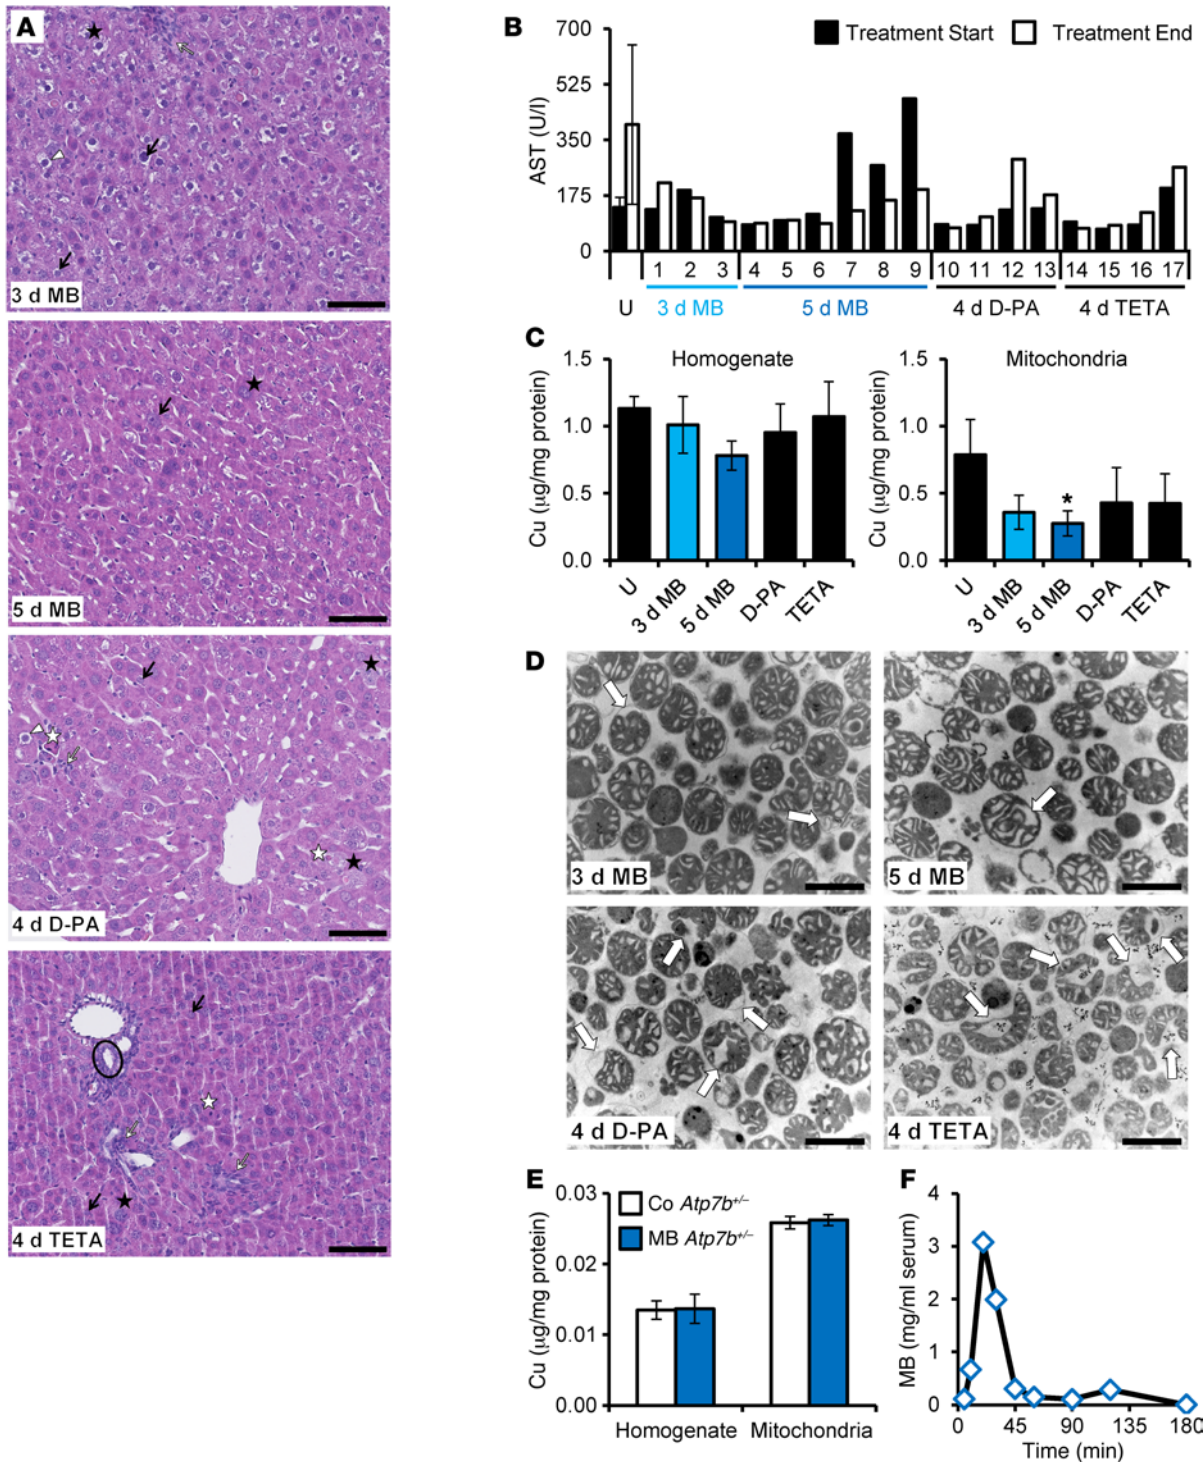 A
3 d MB
5 d MB
4 d D-PA
4 d TETA
B
Treatment Start
Treatment End
AST (U/l)
700
525
350
175
0
1 2 3 4 5 6 7 8 9 10 11 12 13 14 15 16 17
U
3 d MB
5 d MB
4 d D-PA
4 d TETA
C
Homogenate
Cu (μg/mg protein)
1.5
1.0
0.5
0.0
U
3 d MB
5 d MB
D-PA
TETA
Mitochondria
Cu (μg/mg protein)
1.5
1.0
0.5
0.0
*
U
3 d MB
5 d MB
D-PA
TETA
D
3 d MB
5 d MB
4 d D-PA
4 d TETA
E
Co Atp7b+/–
MB Atp7b+/–
Cu (μg/mg protein)
0.03
0.02
0.01
0.00
Homogenate
Mitochondria
F
MB (mg/ml serum)
4
3
2
1
0
0 45 90 135 180
Time (min)